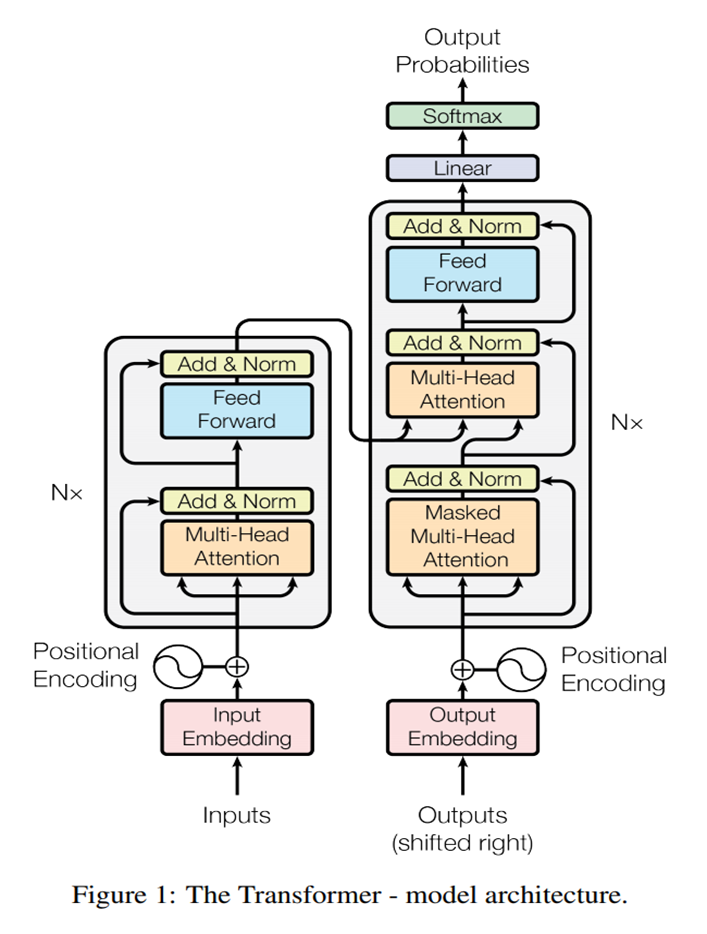 Output
Probabilities
Softmax
Linear
Add & Norm
Feed
Forward
Add & Norm
Multi-Head
Attention
Add & Norm
Masked
Multi-Head
Attention
N×
Add & Norm
Feed
Forward
Add & Norm
Multi-Head
Attention
N×
Positional
Encoding
Positional
Encoding
Input
Embedding
Output
Embedding
Inputs
Outputs
(shifted right)
Figure 1: The Transformer - model architecture.